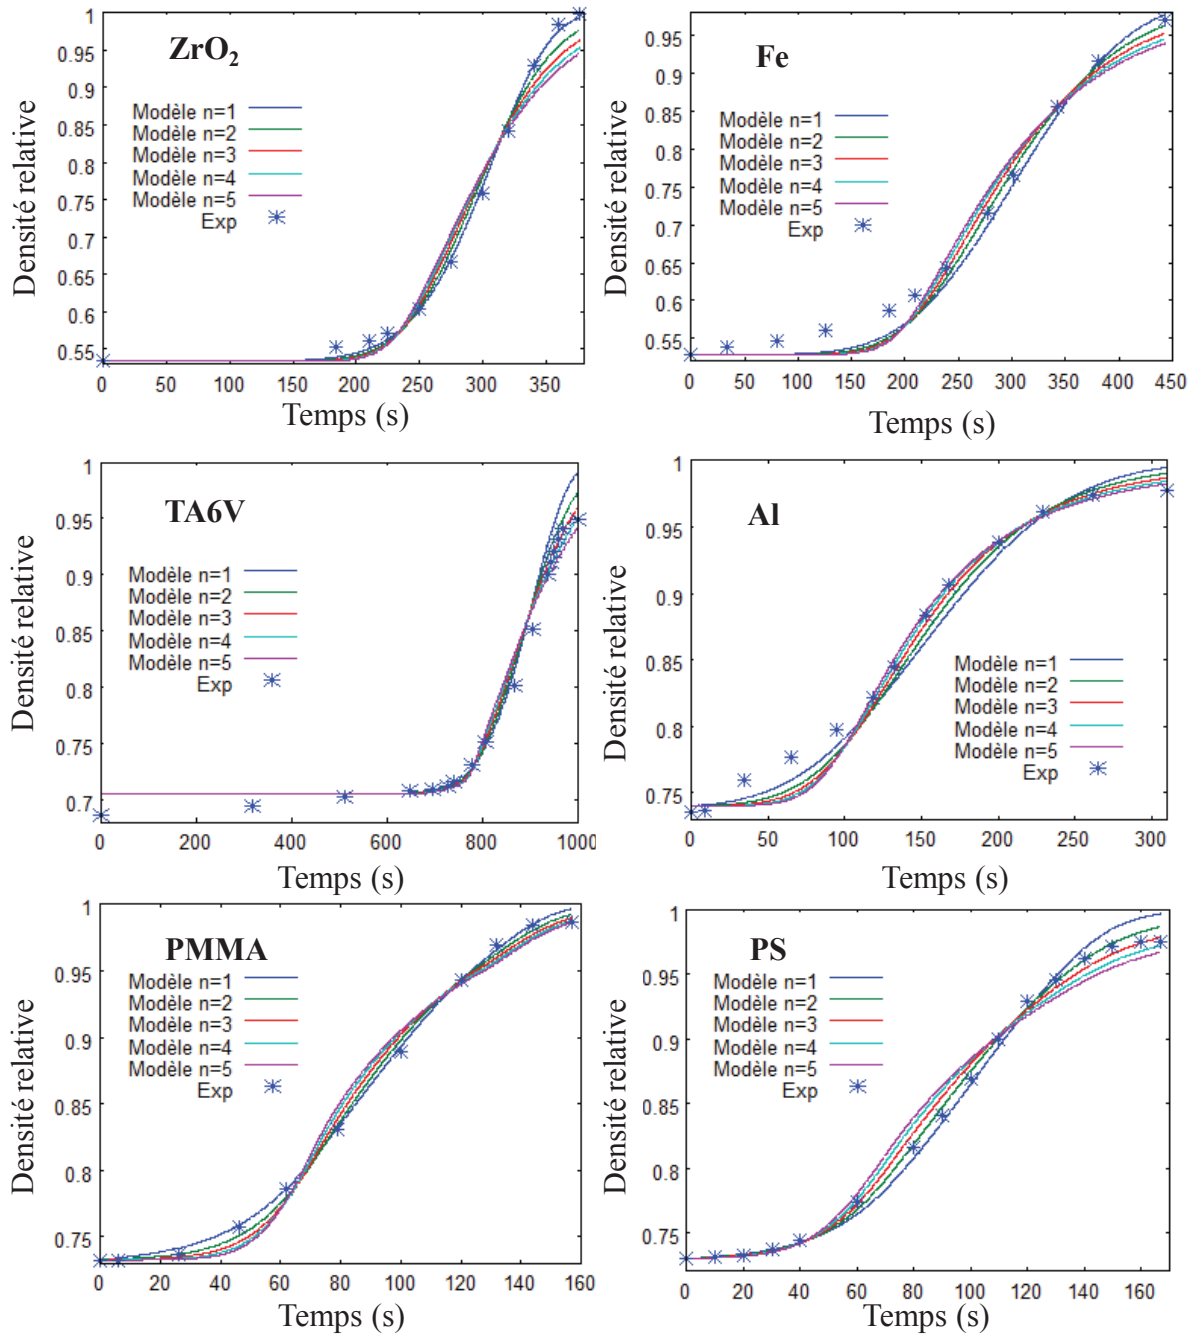 ZrO2
Densité relative
1
0.95
0.9
0.85
0.8
0.75
0.7
0.65
0.6
0.55
Modèle n=1
Modèle n=2
Modèle n=3
Modèle n=4
Modèle n=5
Exp
0 50 100 150 200 250 300 350
Temps (s)
Fe
Densité relative
1
0.95
0.9
0.85
0.8
0.75
0.7
0.65
0.6
0.55
Modèle n=1
Modèle n=2
Modèle n=3
Modèle n=4
Modèle n=5
Exp
0 50 100 150 200 250 300 350 400 450
Temps (s)
TA6V
Densité relative
1
0.95
0.9
0.85
0.8
0.75
0.7
Modèle n=1
Modèle n=2
Modèle n=3
Modèle n=4
Modèle n=5
Exp
0 200 400 600 800 1000
Temps (s)
Al
Densité relative
1
0.95
0.9
0.85
0.8
0.75
Modèle n=1
Modèle n=2
Modèle n=3
Modèle n=4
Modèle n=5
Exp
0 50 100 150 200 250 300
Temps (s)
PMMA
Densité relative
1
0.95
0.9
0.85
0.8
0.75
Modèle n=1
Modèle n=2
Modèle n=3
Modèle n=4
Modèle n=5
Exp
0 20 40 60 80 100 120 140 160
Temps (s)
PS
Densité relative
1
0.95
0.9
0.85
0.8
0.75
Modèle n=1
Modèle n=2
Modèle n=3
Modèle n=4
Modèle n=5
Exp
0 20 40 60 80 100 120 140 160
Temps (s)